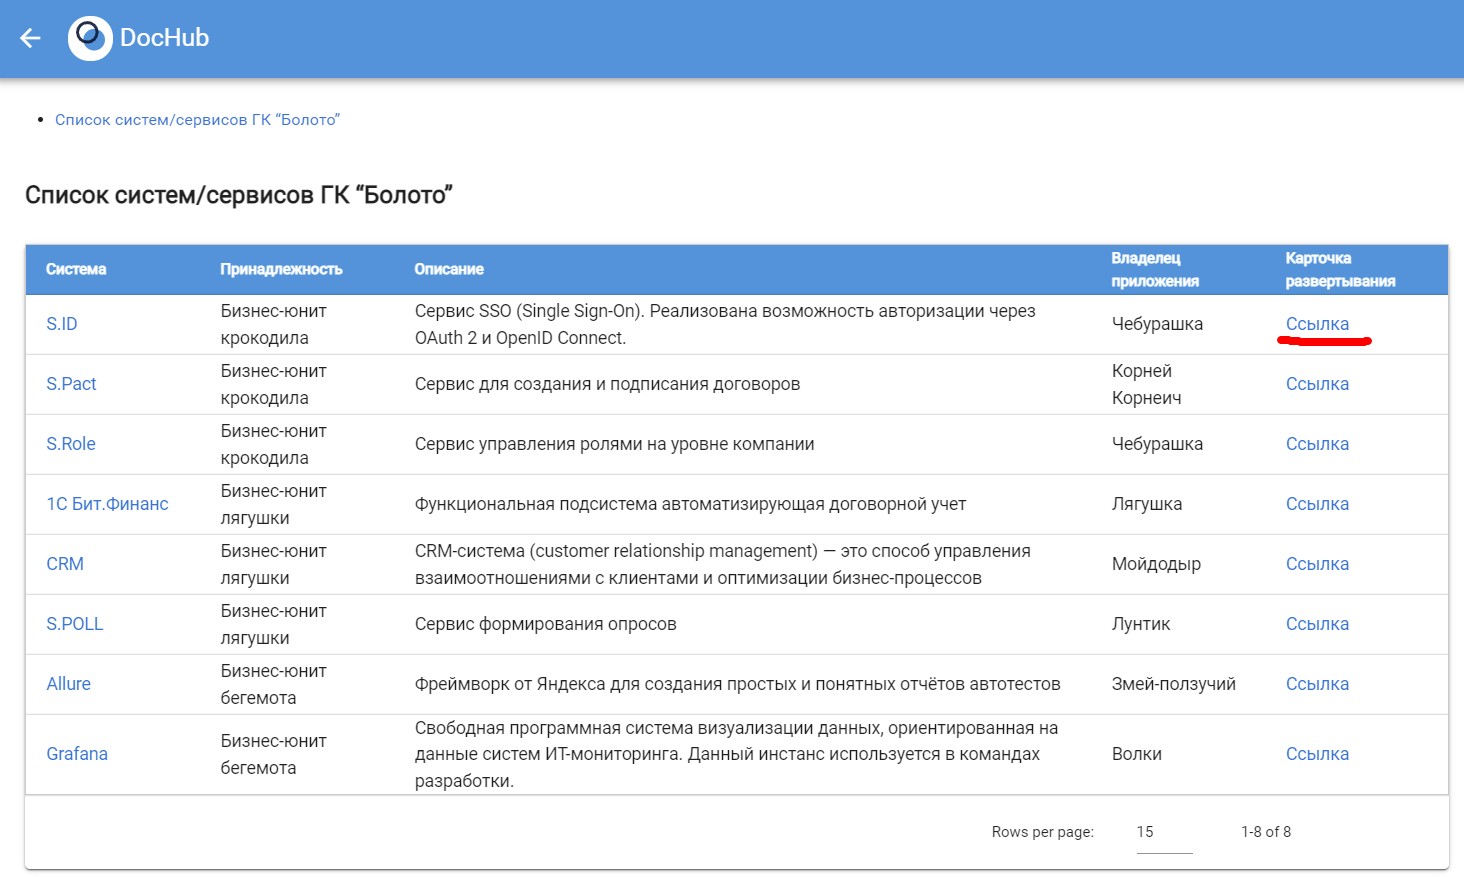 DocHub
Список систем/сервисов ГК “Болото”
Список систем/сервисов ГК “Болото”
Система
Принадлежность
Описание
Владелец
приложения
Карточка
развертывания
S.ID
Бизнес-юнит
крокодила
Сервис SSO (Single Sign-On). Реализована возможность авторизации через
OAuth 2 и OpenID Connect.
Чебурашка
Ссылка
S.Pact
Бизнес-юнит
крокодила
Сервис для создания и подписания договоров
Корней
Корнеич
Ссылка
S.Role
Бизнес-юнит
крокодила
Сервис управления ролями на уровне компании
Чебурашка
Ссылка
1С Бит.Финанс
Бизнес-юнит
лягушки
Функциональная подсистема автоматизирующая договорной учет
Лягушка
Ссылка
CRM
Бизнес-юнит
лягушки
CRM-система (customer relationship management) — это способ управления
взаимоотношениями с клиентами и оптимизации бизнес-процессов
Мойдодыр
Ссылка
S.POLL
Бизнес-юнит
лягушки
Сервис формирования опросов
Лунтик
Ссылка
Allure
Бизнес-юнит
бегемота
Фреймворк от Яндекса для создания простых и понятных отчётов автотестов
Змей-ползучий
Ссылка
Grafana
Бизнес-юнит
бегемота
Свободная программная система визуализации данных, ориентированная на
данные систем ИТ-мониторинга. Данный инстанс используется в командах
разработки.
Волки
Ссылка
Rows per page:
15
1-8 of 8